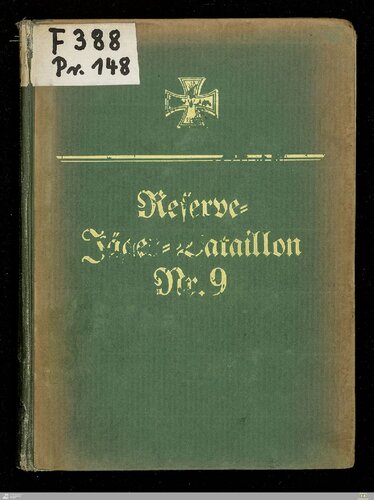 F 388
Pr. 148
Reserve-
Jäger-Bataillon
Nr. 9